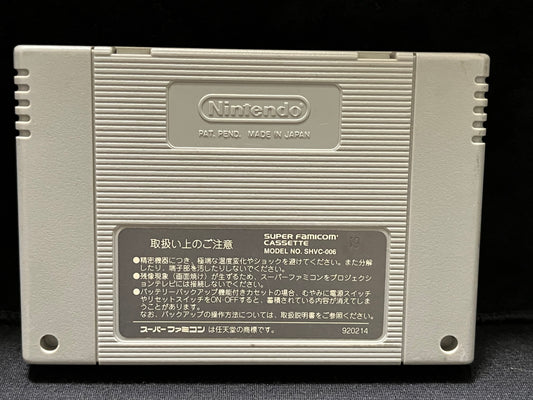 Nintendo
PAT. PEND. MADE IN JAPAN
取扱い上のご注意
SUPER FAMICOM
CASSETTE
MODEL NO. SHVC-006
19
●精密機器につき、極端な温度変化やショックを避けてください。また分解
したり、端子部を汚したりしないでください。
●残像現象(画面焼け)が生ずるため、スーパーファミコンをプロジェクシ
ョンテレビには接続しないでください。
●バッテリーバックアップ機能付きカセットの場合、むやみに電源スイッチ
やリセットスイッチをON・OFFすると、蓄積されている内容が消えてしま
うことがあります。
なお、バックアップの操作方法については、取扱説明書をご参照ください。
スーパーファミコン は任天堂の商標です。
920214